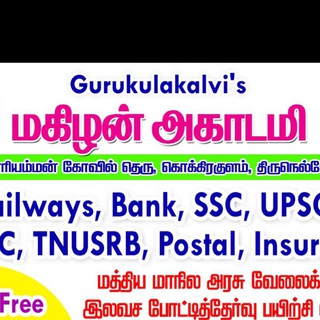 Gurukulakalvi's
மகிழன் அகாடமி
கொக்கிரகுளம்,
கோவில் தெரு,
Bank, SSC,
TNUSRB, Postal,
மத்திய மாநில அரசு
இலவச போட்டித்தேர்வு பயிற்சி
Free